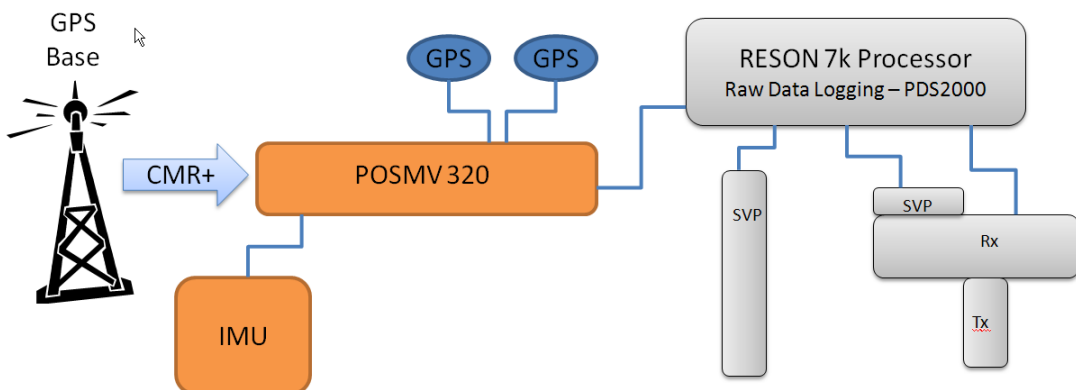 GPS
Base
GPS
GPS
RESON 7k Processor
Raw Data Logging – PDS2000
CMR+
POSMV 320
SVP
SVP
Rx
IMU
Tx